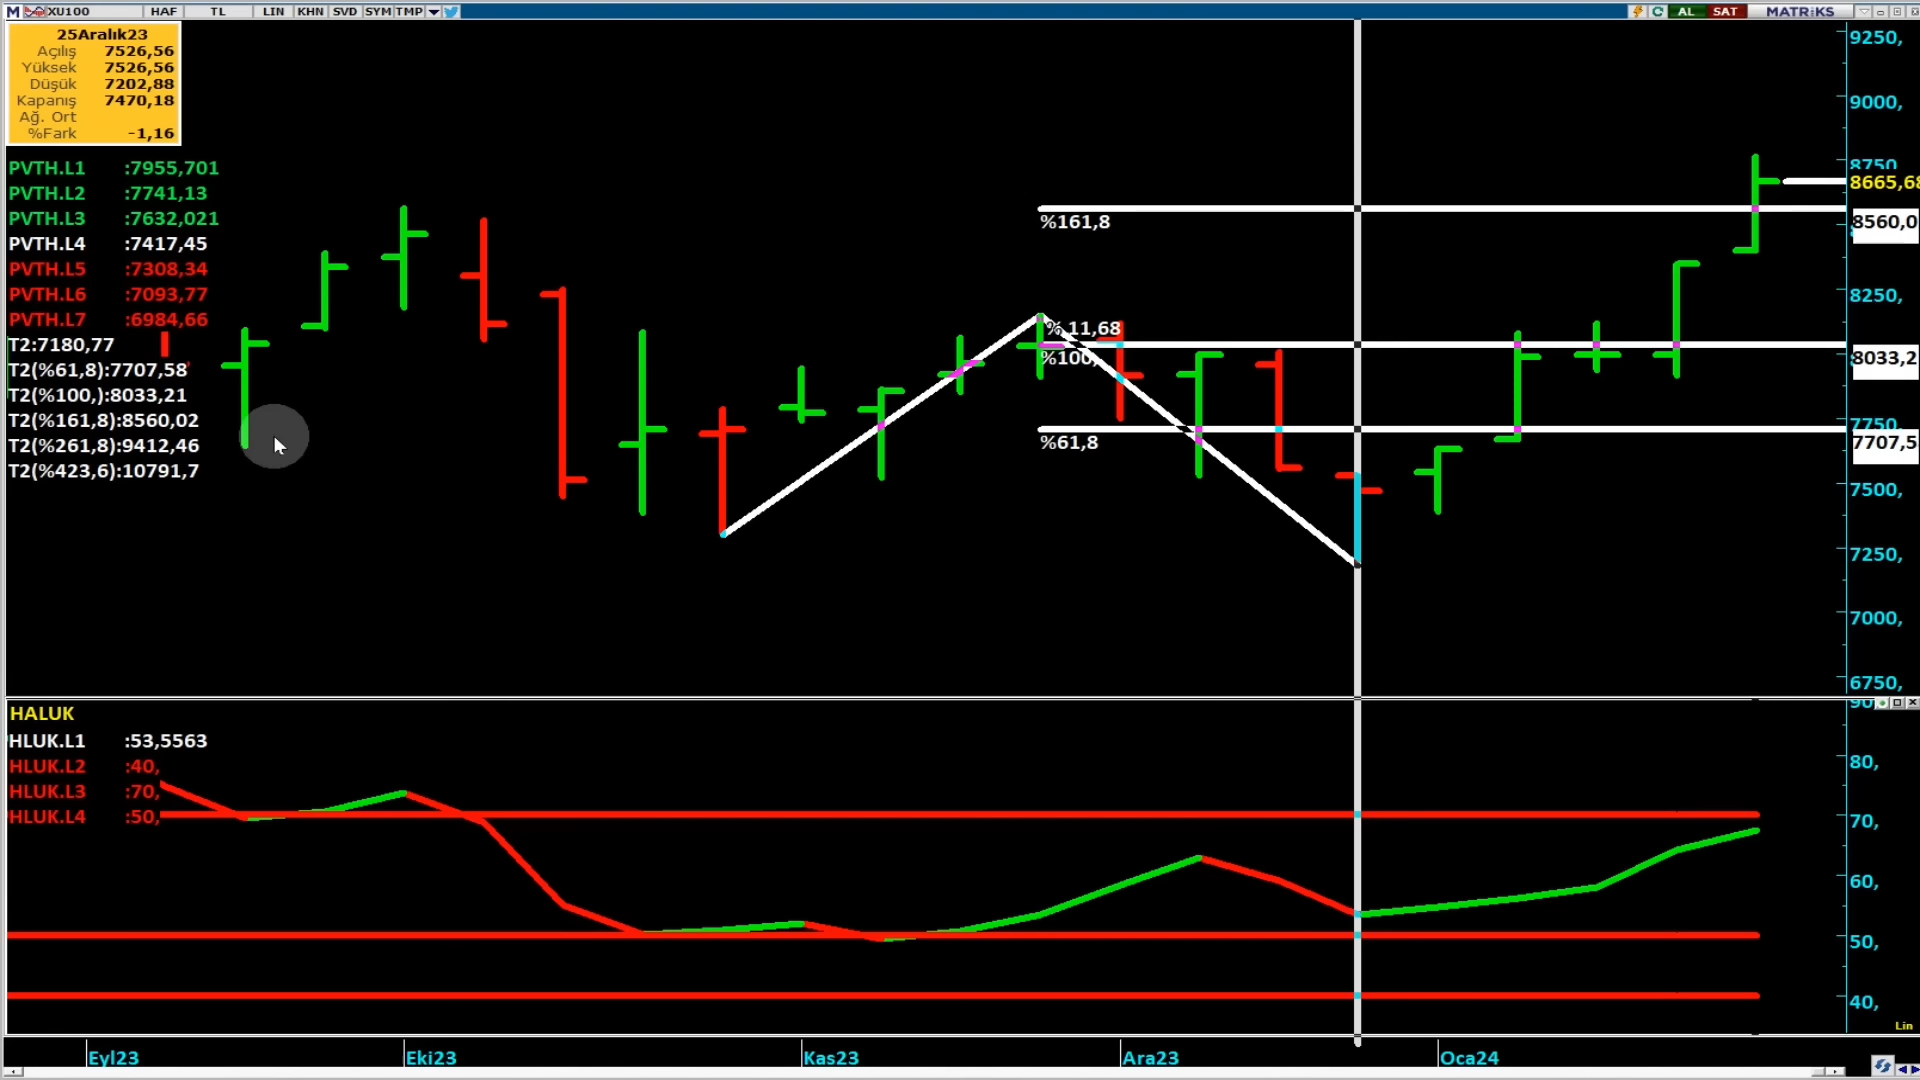 M XU100 HAF TL LIN KHN SVD SYM TMP AL SAT MATRiKS
25Aralık23
Açılış 7526,56
Yüksek 7526,56
Düşük 7202,88
Kapanış 7470,18
Ağ. Ort
%Fark -1,16
PVTH.L1 :7955,701
PVTH.L2 :7741,13
PVTH.L3 :7632,021
PVTH.L4 :7417,45
PVTH.L5 :7308,34
PVTH.L6 :7093,77
PVTH.L7 :6984,66
T2:7180,77
T2(%61,8):7707,58
T2(%100,):8033,21
T2(%161,8):8560,02
T2(%261,8):9412,46
T2(%423,6):10791,7
%161,8
% 11,68
%100,
%61,8
9250,
9000,
8750
8665,68
8560,0
8250,
8033,2
7750
7707,5
7500,
7250,
7000,
6750,
HALUK
HLUK.L1 :53,5563
HLUK.L2 :40,
HLUK.L3 :70,
HLUK.L4 :50,
90
80,
70,
60,
50,
40,
Lin
Eyl23 Eki23 Kas23 Ara23 Oca24